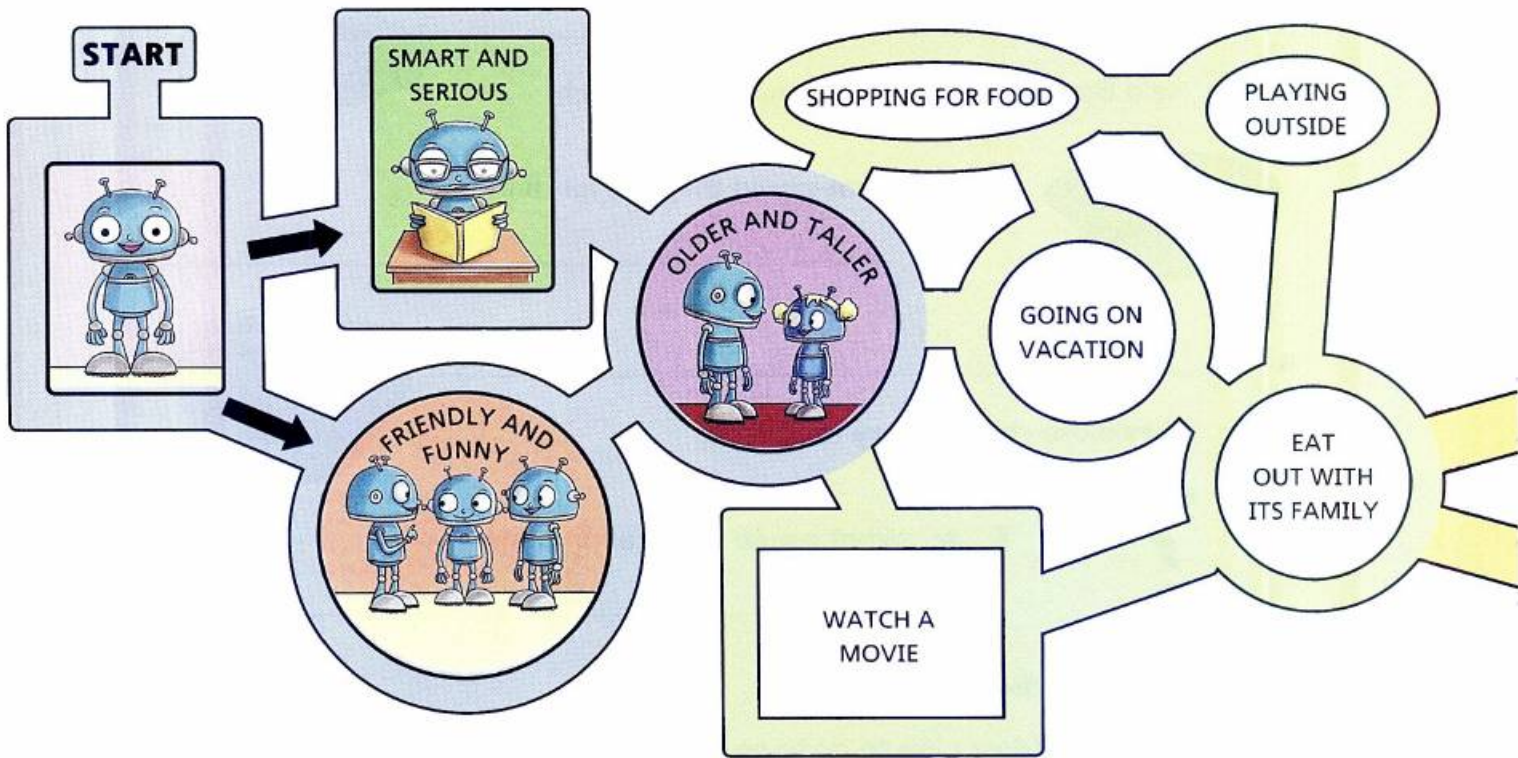 START
SMART AND
SERIOUS
FRIENDLY AND
FUNNY
OLDER AND TALLER
SHOPPING FOR FOOD
PLAYING
OUTSIDE
GOING ON
VACATION
EAT
OUT WITH
ITS FAMILY
WATCH A
MOVIE